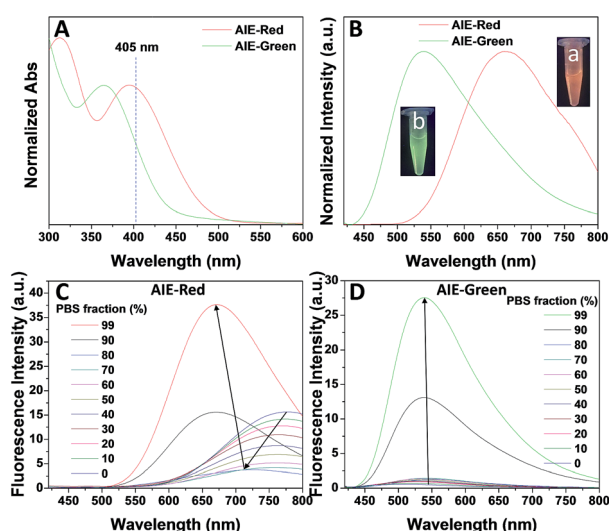 A
AIE-Red
AIE-Green
405 nm
Normalized Abs
300 350 400 450 500 550 600
Wavelength (nm)
B
AIE-Red
AIE-Green
a
b
Normalized Intensity (a.u.)
450 500 550 600 650 700 750 800
Wavelength (nm)
C
AIE-Red
PBS fraction (%)
99
90
80
70
60
50
40
30
20
10
0
Fluorescence Intensity (a.u.)
40
35
30
25
20
15
10
5
0
450 500 550 600 650 700 750 800
Wavelength (nm)
D
AIE-Green
PBS fraction (%)
99
90
80
70
60
50
40
30
20
10
0
Fluorescence Intensity (a.u.)
30
25
20
15
10
5
0
400 450 500 550 600 650 700 750 800
Wavelength (nm)